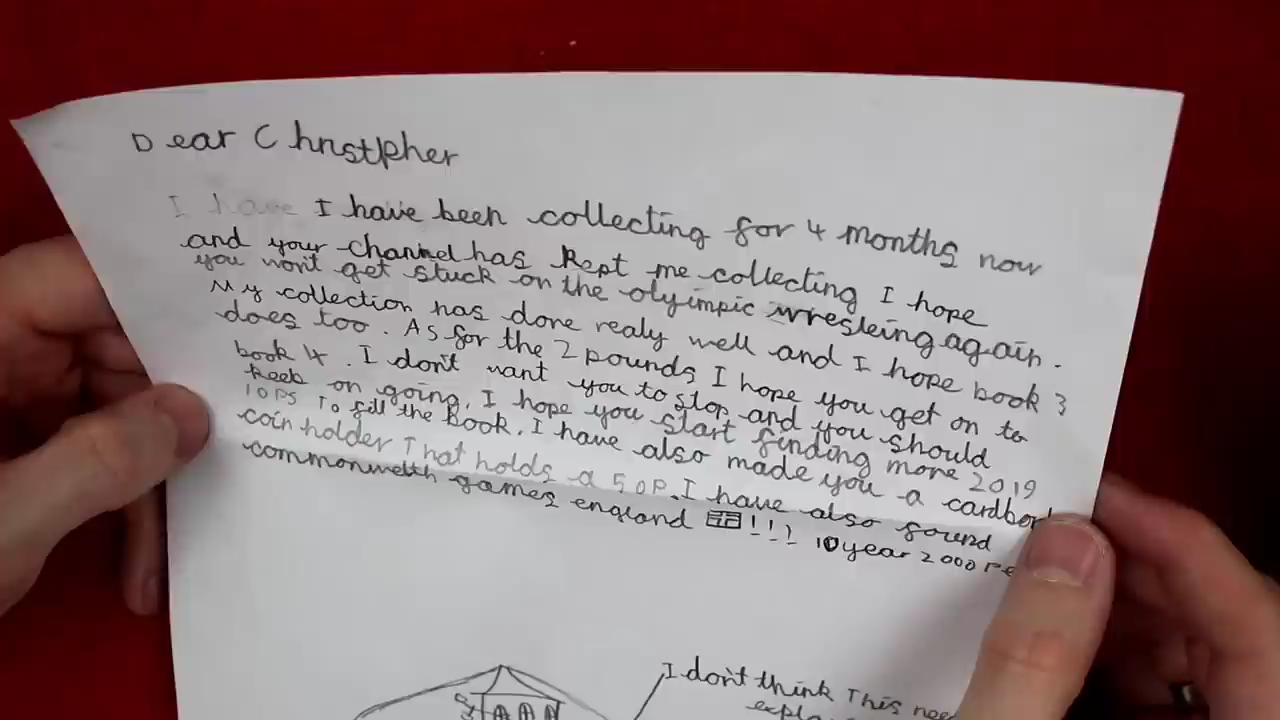 Dear Christpher
I have I have been collecting for 4 months now
and your channel has kept me collecting I hope
you won't get stuck on the olyimpic wresleing again.
My collection has done realy well and I hope book 3
does too. As for the 2 pounds I hope you get on to
book 4. I don't want you to stop and you should
keep on going. I hope you start finding more 2019
10ps To fill the book. I have also made you a cardbord
coin holder That holds a 50p. I have also found
commonwelth games england !!! 10 year 2000
I don't think This